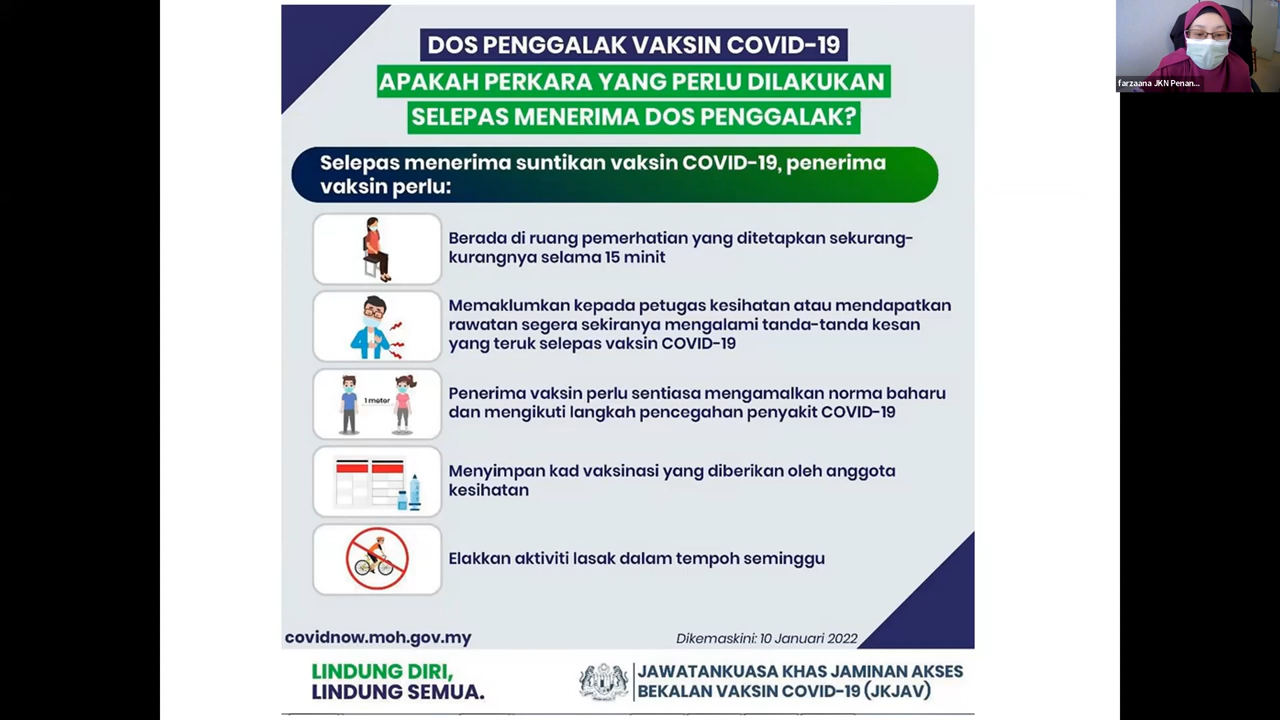 DOS PENGGALAK VAKSIN COVID-19
APAKAH PERKARA YANG PERLU DILAKUKAN
SELEPAS MENERIMA DOS PENGGALAK?
farzaana JKN Penan...
Selepas menerima suntikan vaksin COVID-19, penerima
vaksin perlu:
Berada di ruang pemerhatian yang ditetapkan sekurang-
kurangnya selama 15 minit
Memaklumkan kepada petugas kesihatan atau mendapatkan
rawatan segera sekiranya mengalami tanda-tanda kesan
yang teruk selepas vaksin COVID-19
1 meter
Penerima vaksin perlu sentiasa mengamalkan norma baharu
dan mengikuti langkah pencegahan penyakit COVID-19
Menyimpan kad vaksinasi yang diberikan oleh anggota
kesihatan
Elakkan aktiviti lasak dalam tempoh seminggu
covidnow.moh.gov.my
Dikemaskini: 10 Januari 2022
LINDUNG DIRI,
LINDUNG SEMUA.
JAWATANKUASA KHAS JAMINAN AKSES
BEKALAN VAKSIN COVID-19 (JKJAV)